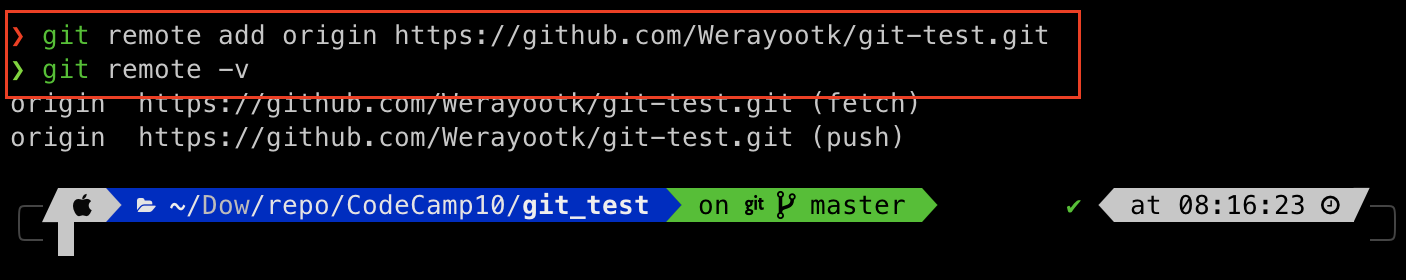 ❯ git remote add origin https://github.com/Werayootk/git-test.git
❯ git remote -v
origin  https://github.com/Werayootk/git-test.git (fetch)
origin  https://github.com/Werayootk/git-test.git (push)
~/Dow/repo/CodeCamp10/git_test on git master ✔ at 08:16:23